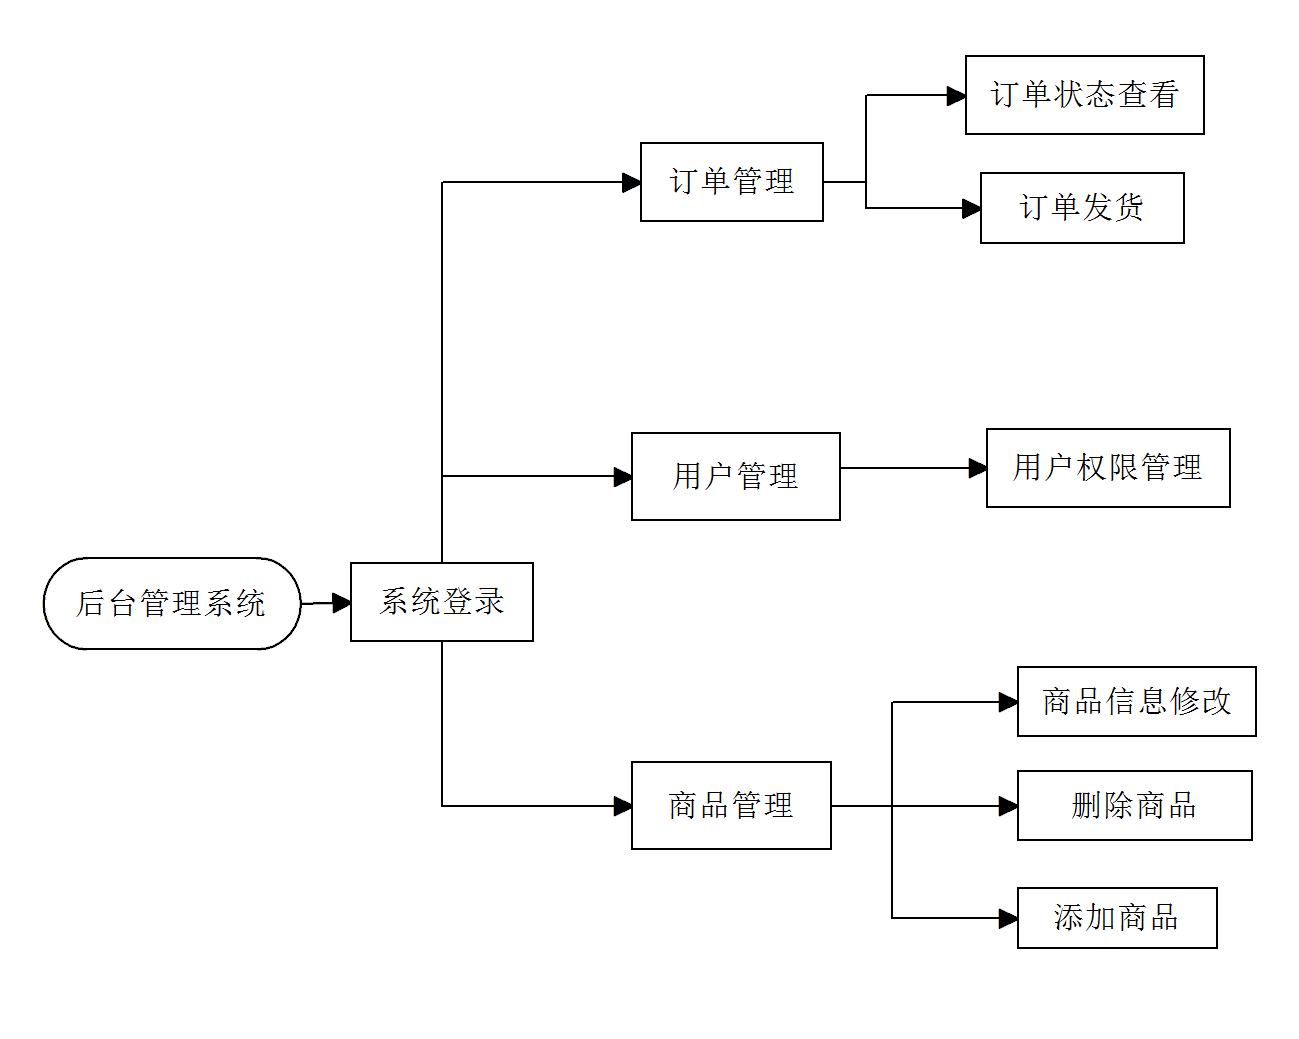 订单状态查看
订单管理
订单发货
用户管理
用户权限管理
后台管理系统
系统登录
商品信息修改
商品管理
删除商品
添加商品